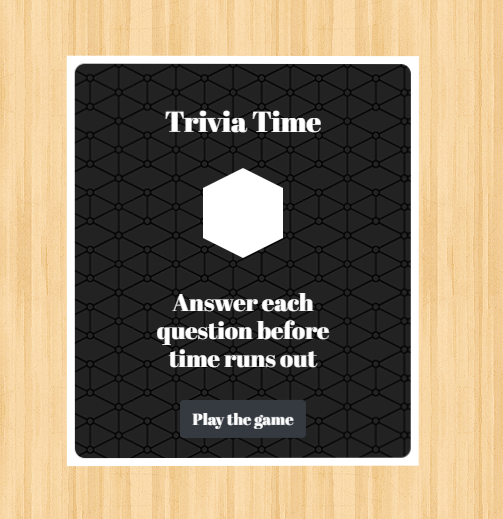 Trivia Time
Answer each
question before
time runs out
Play the game